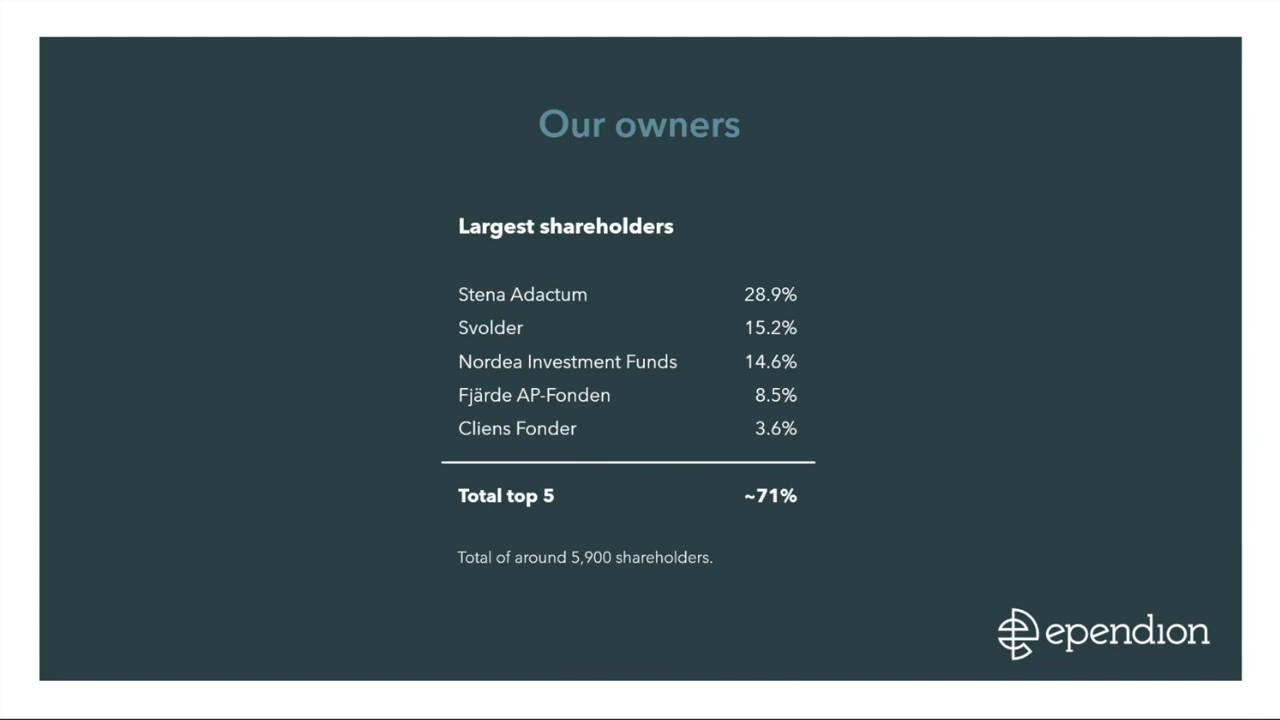 Our owners
Largest shareholders
Stena Adactum 28.9%
Svolder 15.2%
Nordea Investment Funds 14.6%
Fjärde AP-Fonden 8.5%
Cliens Fonder 3.6%
Total top 5 ~71%
Total of around 5,900 shareholders.
ependion